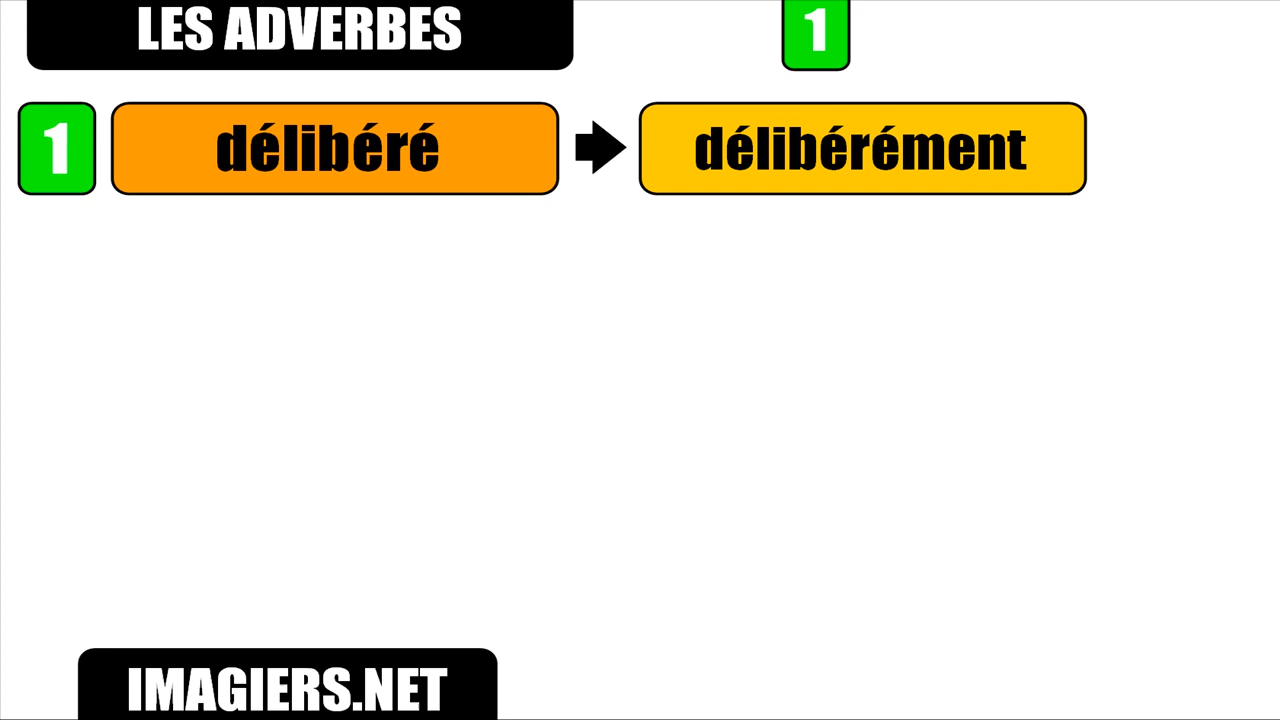 LES ADVERBES
1
1
délibéré
délibérément
IMAGIERS.NET